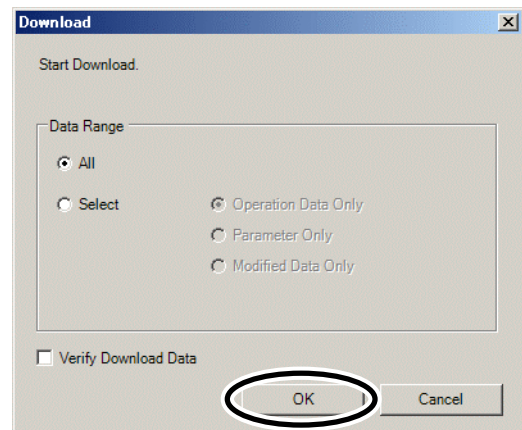 Download
Start Download.
Data Range
All
Select
Operation Data Only
Parameter Only
Modified Data Only
Verify Download Data
OK
Cancel